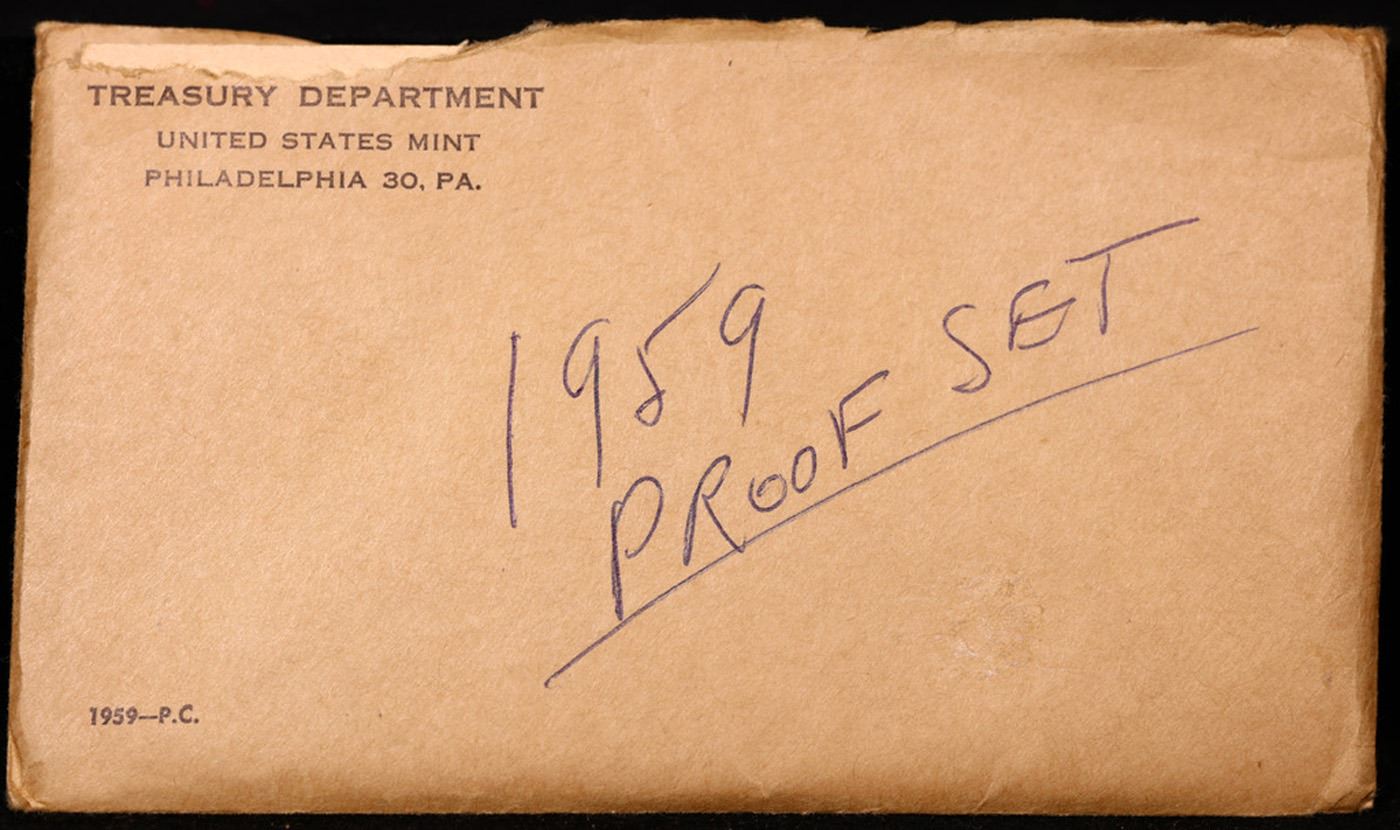 TREASURY DEPARTMENT
UNITED STATES MINT
PHILADELPHIA 30, PA.
1959
PROOF SET
1959—P.C.